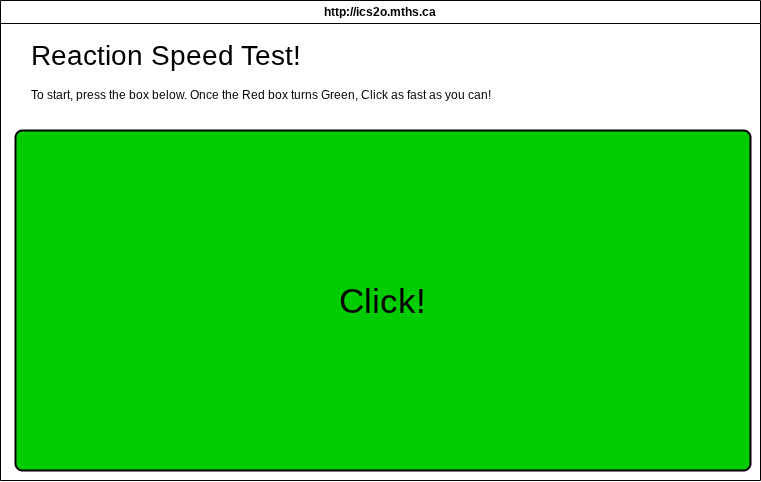 http://ics2o.mths.ca
Reaction Speed Test!
To start, press the box below. Once the Red box turns Green, Click as fast as you can!
Click!